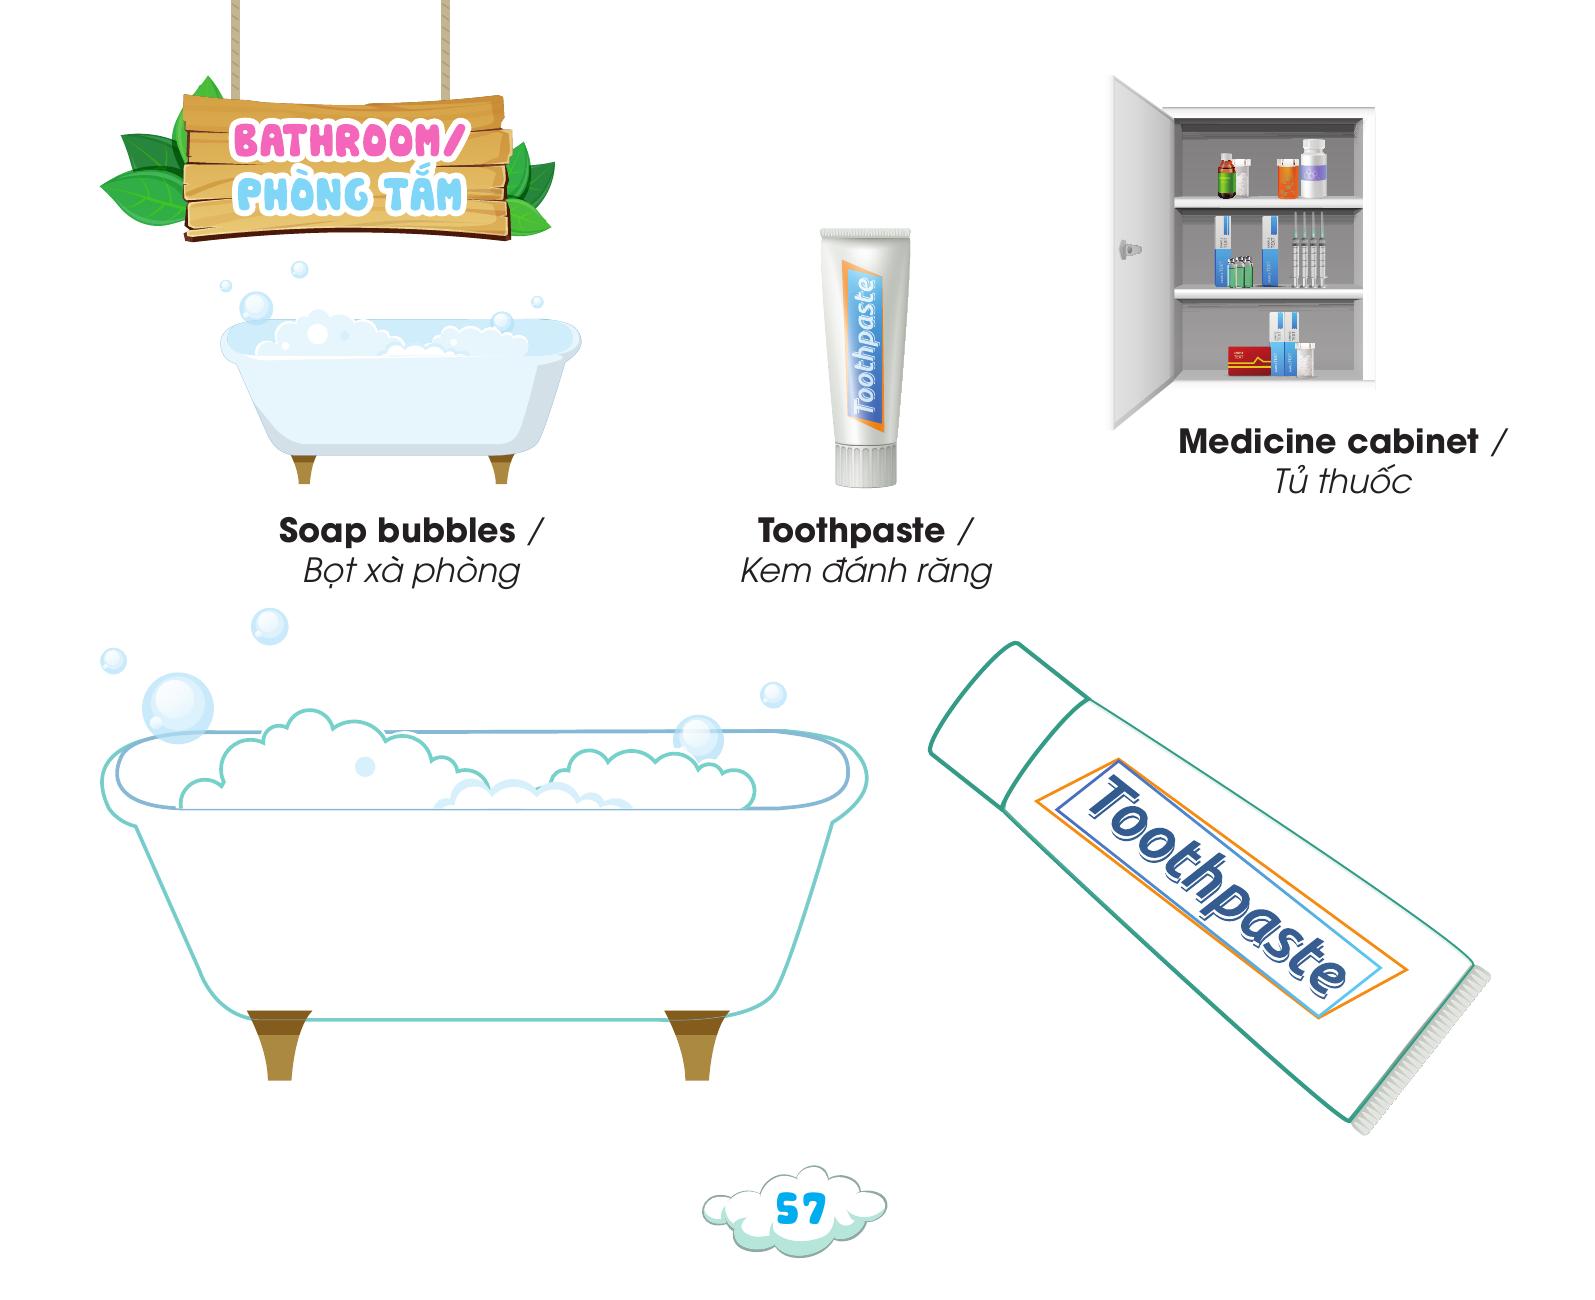 BATHROOM/
PHÒNG TẮM
Toothpaste
Medicine cabinet /
Tủ thuốc
Soap bubbles /
Bọt xà phòng
Toothpaste /
Kem đánh răng
Toothpaste
57